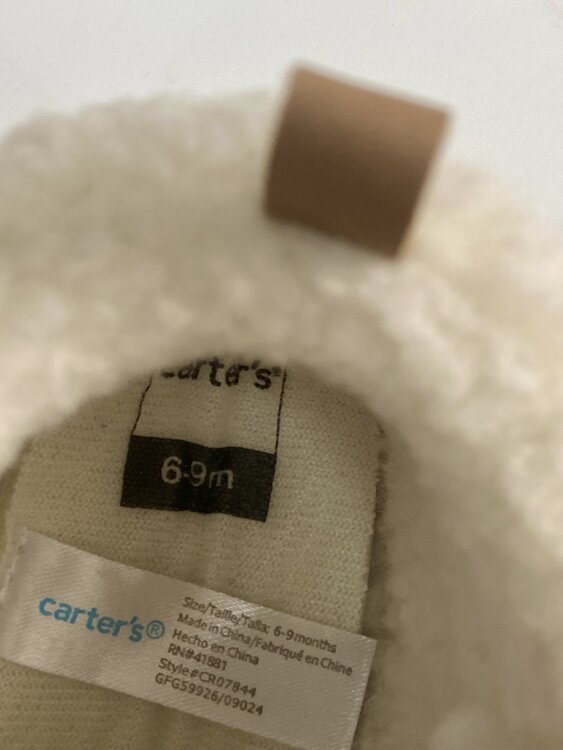 carter's®
6-9m
carter's®
Size/Taille/Talla: 6-9 months
Made in China/Fabriqué en Chine
Hecho en China
RN#41881
Style#CR07844
GFG59926/09024